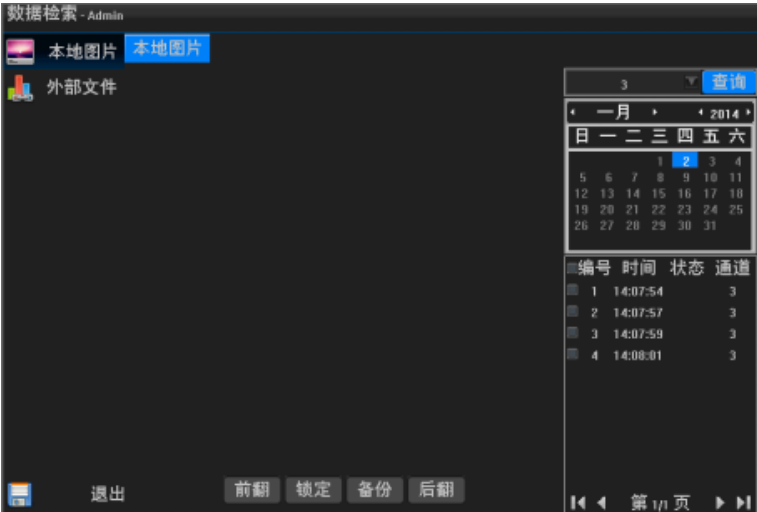 数据检索 - Admin
本地图片 本地图片
外部文件
3 查询
一月 2014
日 一 二 三 四 五 六
1 2 3 4
5 6 7 8 9 10 11
12 13 14 15 16 17 18
19 20 21 22 23 24 25
26 27 28 29 30 31
编号 时间 状态 通道
1 14:07:54 3
2 14:07:57 3
3 14:07:59 3
4 14:08:01 3
退出 前翻 锁定 备份 后翻
第 1/1 页